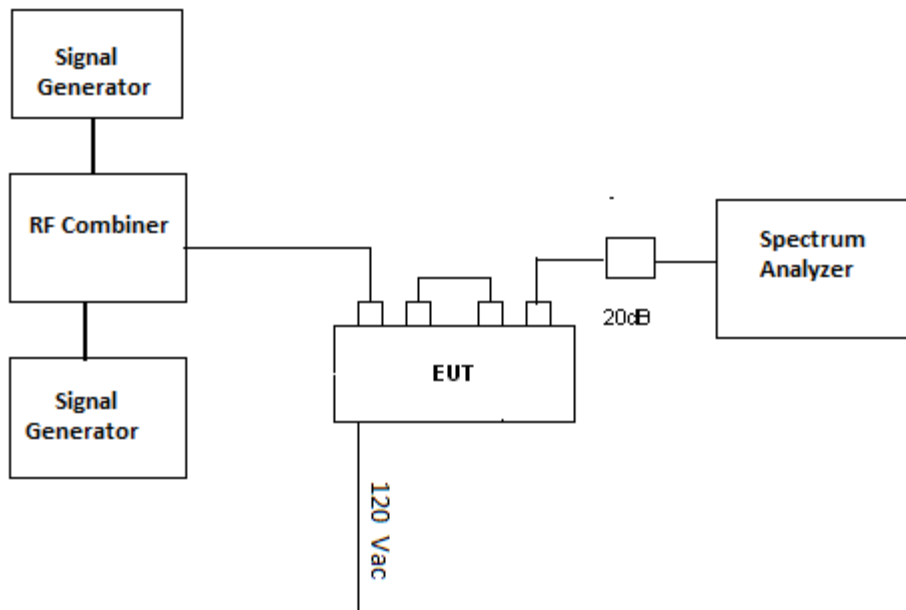 Signal
Generator
RF Combiner
Signal
Generator
EUT
120 Vac
20dB
Spectrum
Analyzer